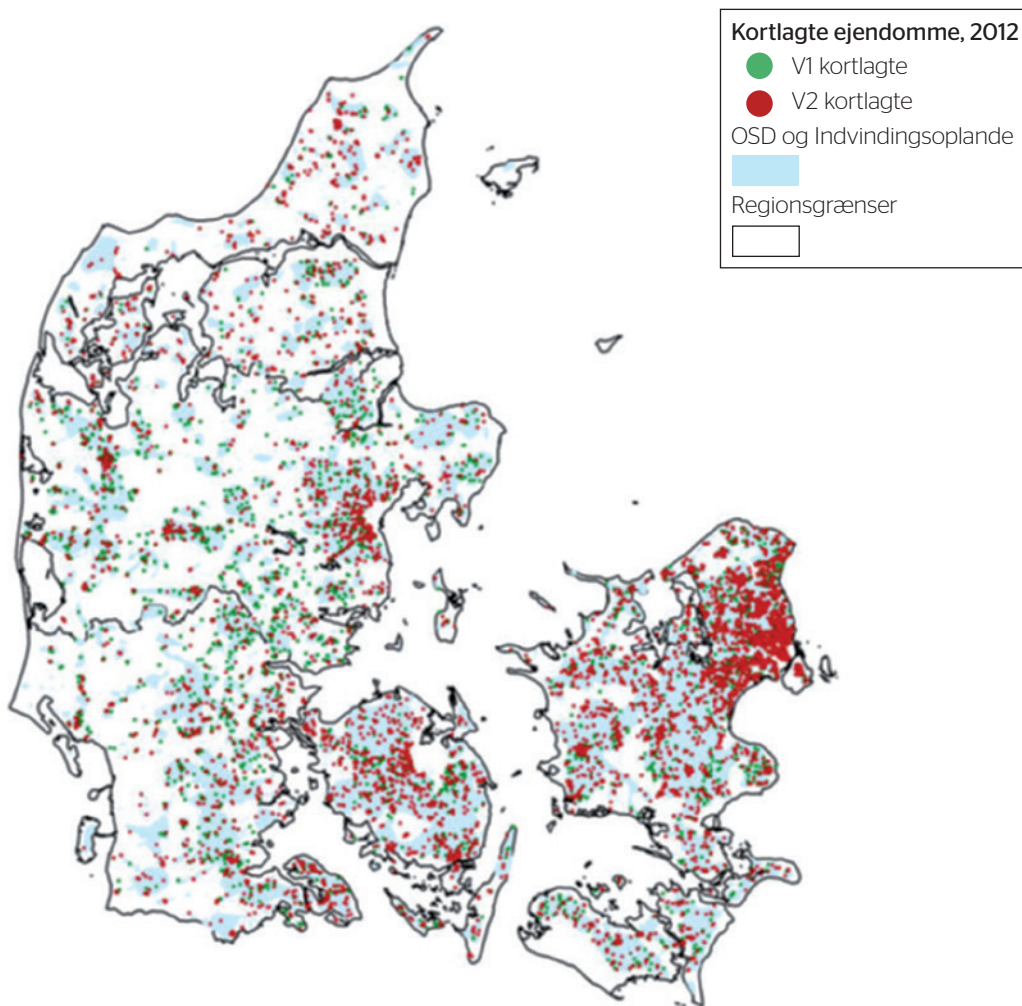 Kortlagte ejendomme, 2012
V1 kortlagte
V2 kortlagte
OSD og Indvindingsoplande
Regionsgrænser